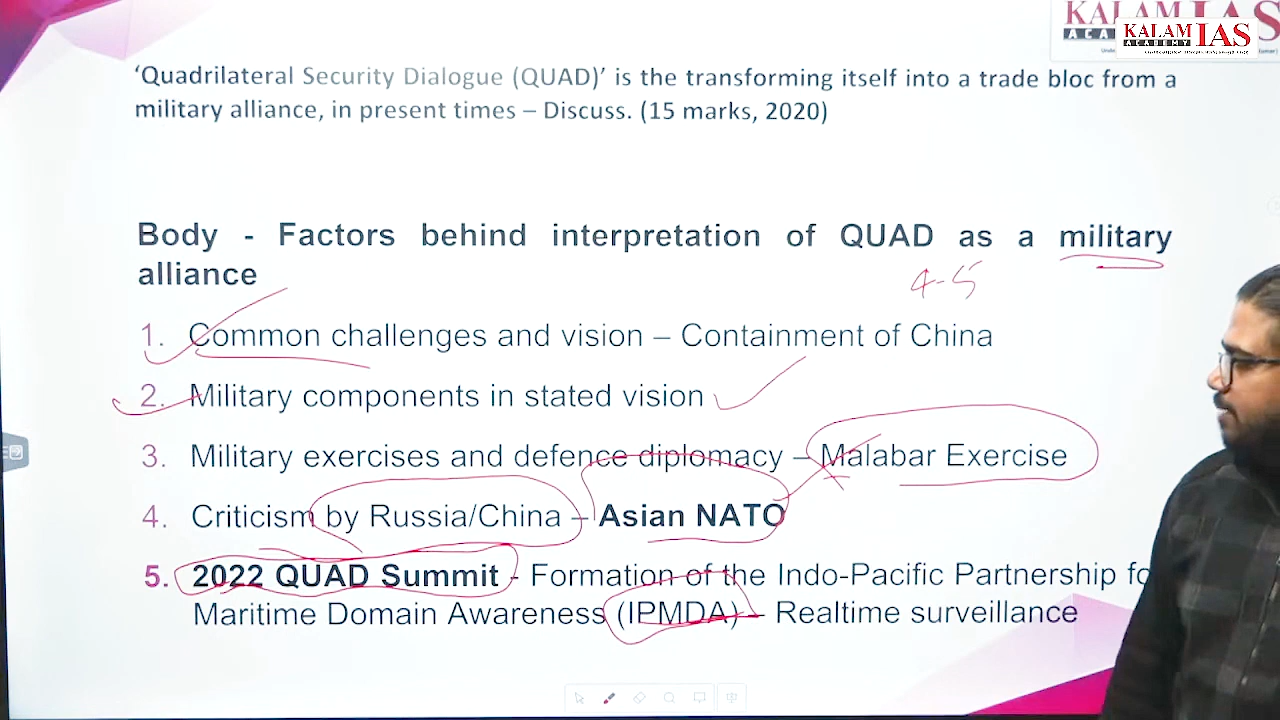 KALAM IAS
KALAM IAS
ACADEMY
'Quadrilateral Security Dialogue (QUAD)' is the transforming itself into a trade bloc from a
military alliance, in present times – Discuss. (15 marks, 2020)
Body - Factors behind interpretation of QUAD as a military
alliance
4-5
1. Common challenges and vision – Containment of China
2. Military components in stated vision
3. Military exercises and defence diplomacy – Malabar Exercise
4. Criticism by Russia/China – Asian NATO
5. 2022 QUAD Summit - Formation of the Indo-Pacific Partnership fo
Maritime Domain Awareness (IPMDA) – Realtime surveillance